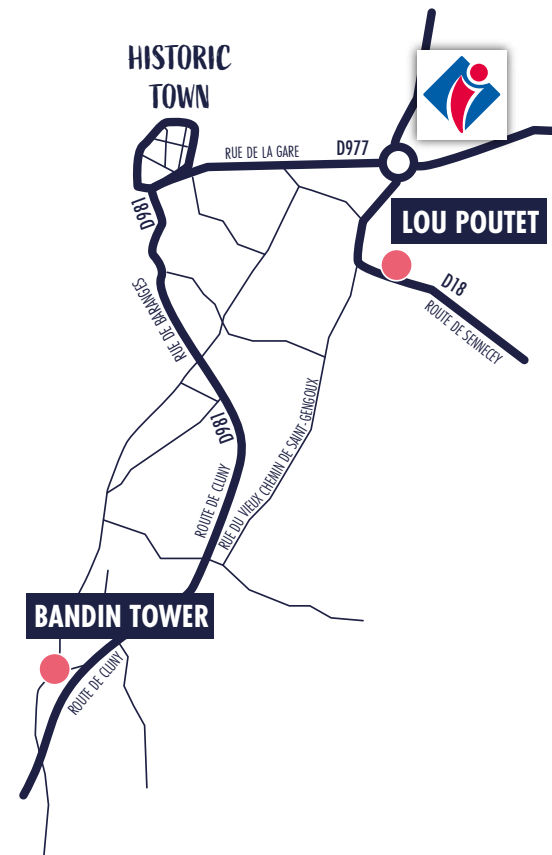 HISTORIC
TOWN
RUE DE LA GARE
D977
D981
LOU POUTET
D18
ROUTE DE SENNECEY
RUE DE BARANGES
D981
ROUTE DE CLUNY
RUE DU VIEUX CHEMIN DE SAINT-GENGOUX
BANDIN TOWER
ROUTE DE CLUNY